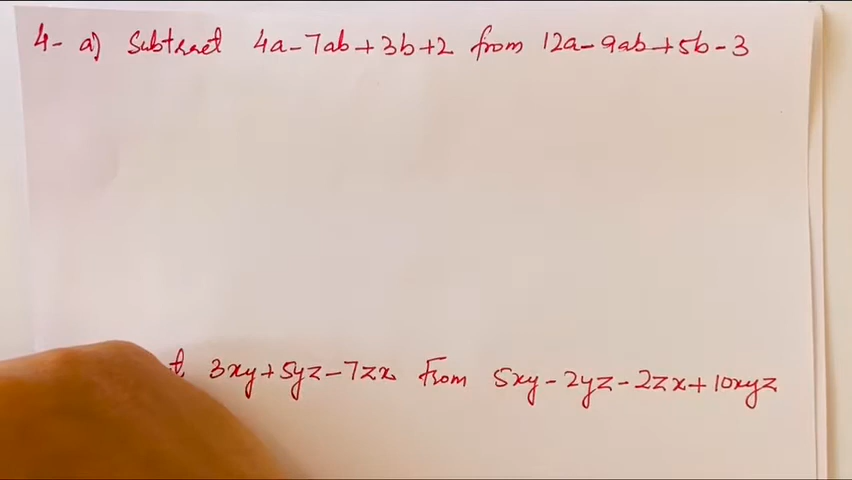 4- a) Subtract 4a-7ab+3b+2 from 12a-9ab+5b-3
3xy+5yz-7zx from 5xy-2yz-2zx+10xyz